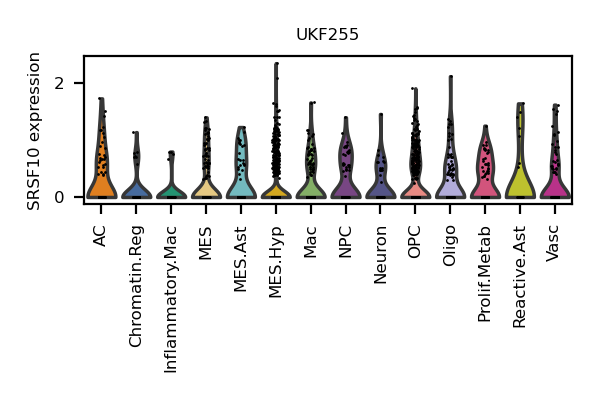 UKF255
SRSF10 expression
2
0
AC
Chromatin.Reg
Inflammatory.Mac
MES
MES.Ast
MES.Hyp
Mac
NPC
Neuron
OPC
Oligo
Prolif.Metab
Reactive.Ast
Vasc